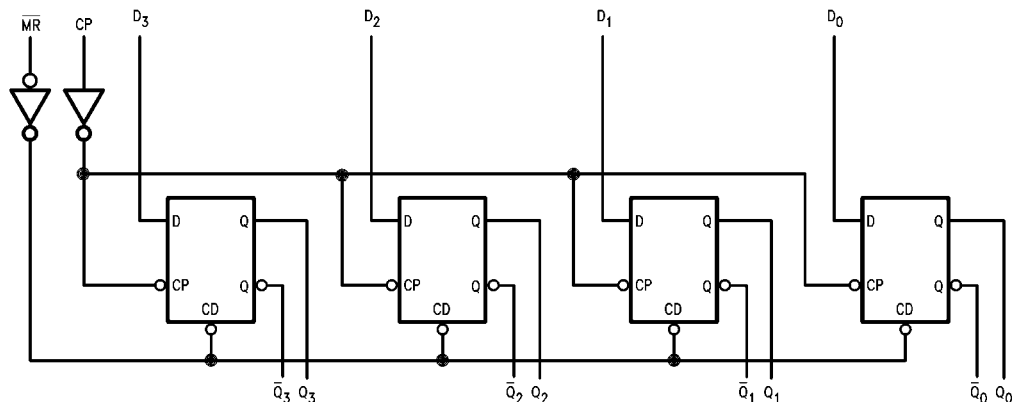 M̅R̅ CP D3 D2 D1 D0
D Q D Q D Q D Q
CP Q CP Q CP Q CP Q
CD CD CD CD
Q̅3 Q3 Q̅2 Q2 Q̅1 Q1 Q̅0 Q0